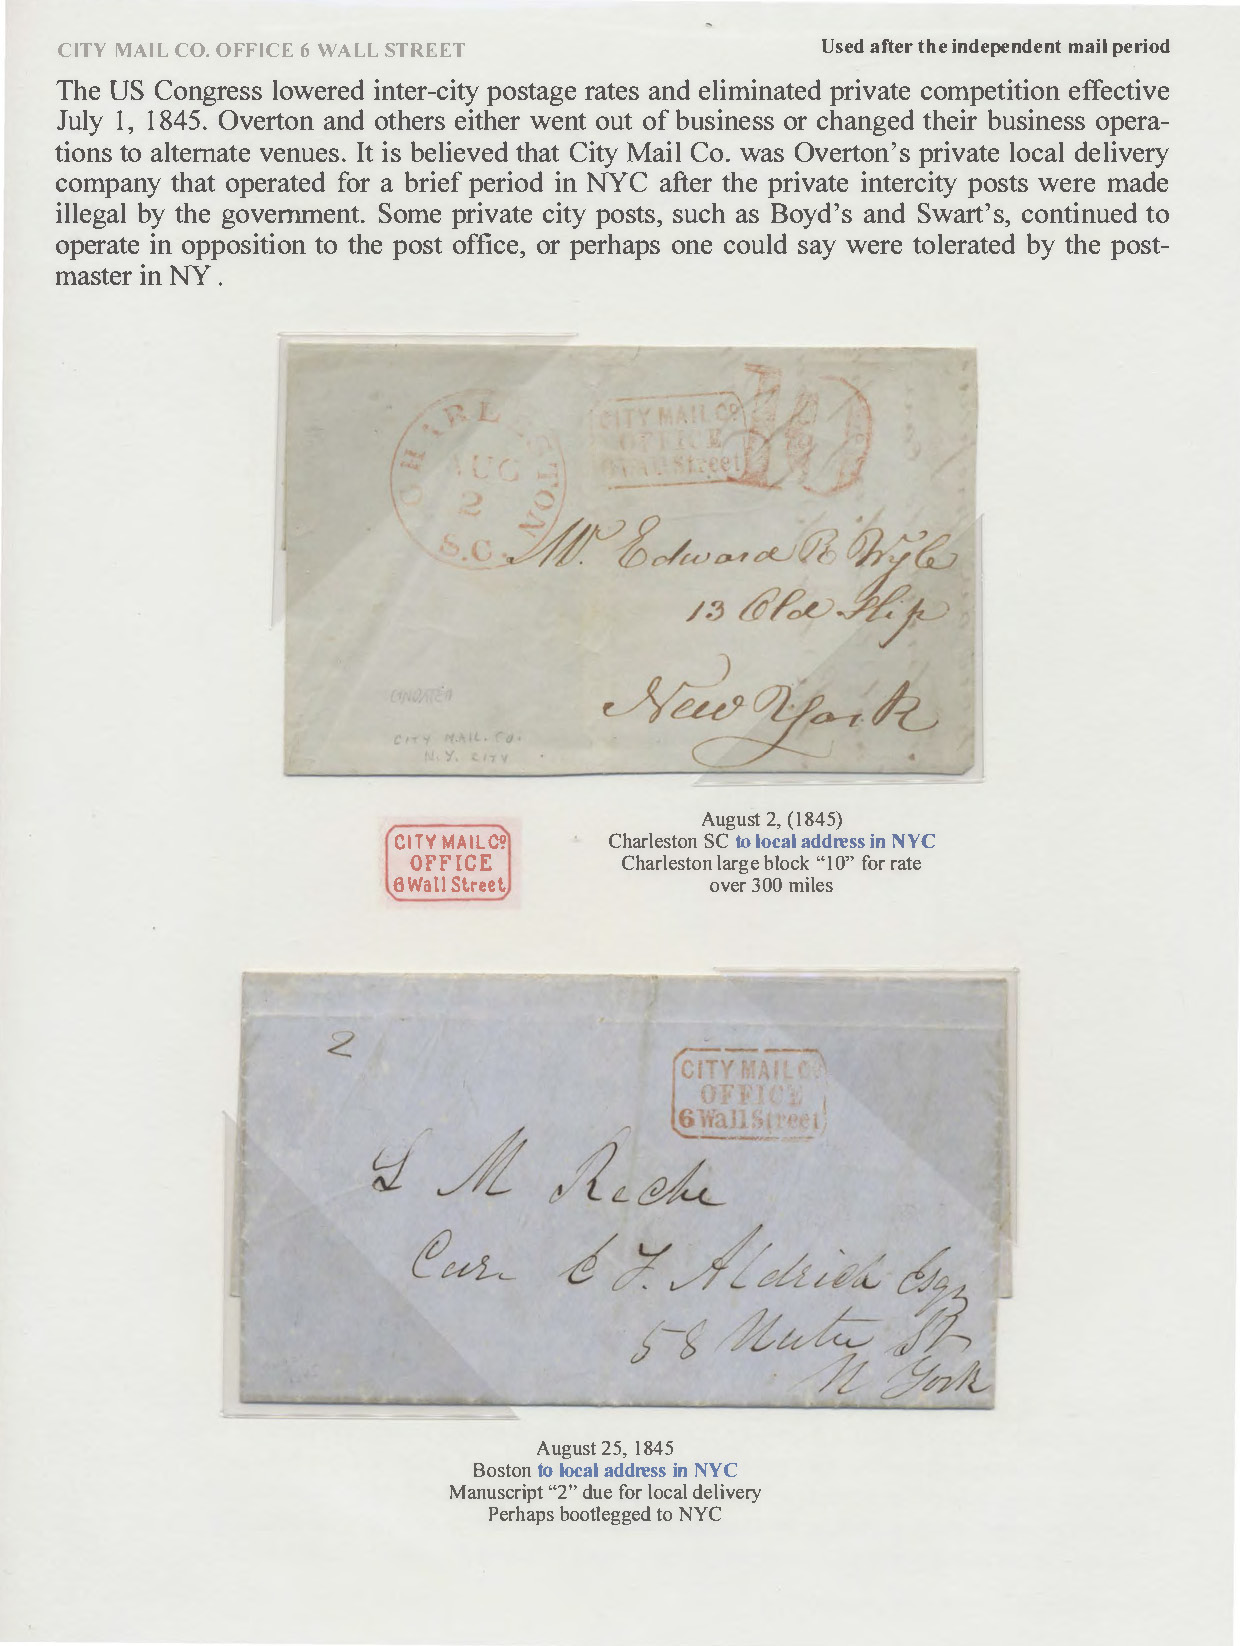 CITY MAIL CO. OFFICE 6 WALL STREET
Used after the independent mail period
The US Congress lowered inter-city postage rates and eliminated private competition effective
July 1, 1845. Overton and others either went out of business or changed their business opera-
tions to alternate venues. It is believed that City Mail Co. was Overton's private local delivery
company that operated for a brief period in NYC after the private intercity posts were made
illegal by the government. Some private city posts, such as Boyd's and Swart's, continued to
operate in opposition to the post office, or perhaps one could say were tolerated by the post-
master in NY .
CHARLESTON
AUG
2
S.C.
CITY MAIL Co
OFFICE
6 Wall Street
10
Mr. Edward R Wyle
13 Old Slip
New York
UNDATED
CITY MAIL. CO.
N.Y. CITY
CITY MAIL Co
OFFICE
6 Wall Street
August 2, (1845)
Charleston SC to local address in NYC
Charleston large block “10” for rate
over 300 miles
2
CITY MAIL Co
OFFICE
6 Wall Street
L M Reche
Care C F. Aldrich Esqr
58 Water St
N York
August 25, 1845
Boston to local address in NYC
Manuscript “2” due for local delivery
Perhaps bootlegged to NYC